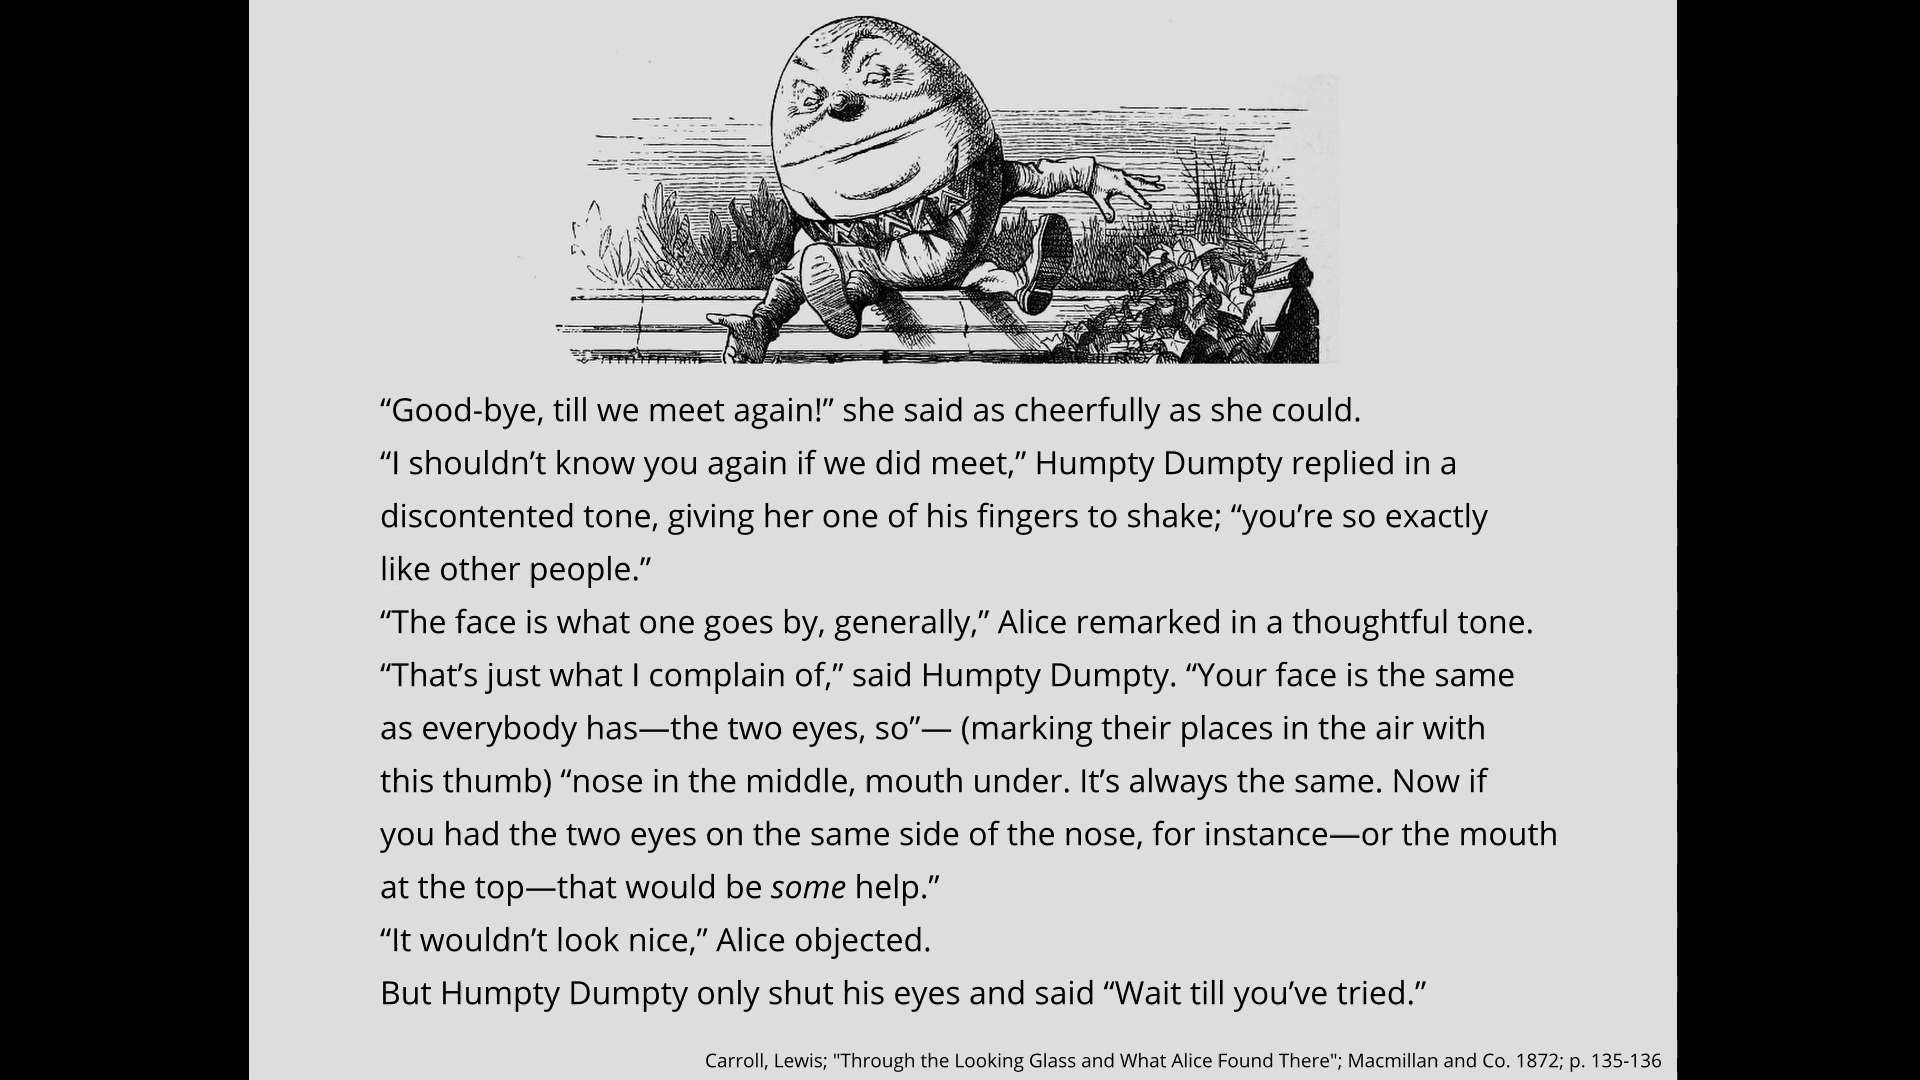 “Good-bye, till we meet again!” she said as cheerfully as she could.
“I shouldn’t know you again if we did meet,” Humpty Dumpty replied in a
discontented tone, giving her one of his fingers to shake; “you’re so exactly
like other people.”
“The face is what one goes by, generally,” Alice remarked in a thoughtful tone.
“That’s just what I complain of,” said Humpty Dumpty. “Your face is the same
as everybody has—the two eyes, so”— (marking their places in the air with
this thumb) “nose in the middle, mouth under. It’s always the same. Now if
you had the two eyes on the same side of the nose, for instance—or the mouth
at the top—that would be some help.”
“It wouldn’t look nice,” Alice objected.
But Humpty Dumpty only shut his eyes and said “Wait till you’ve tried.”
Carroll, Lewis; "Through the Looking Glass and What Alice Found There"; Macmillan and Co. 1872; p. 135-136